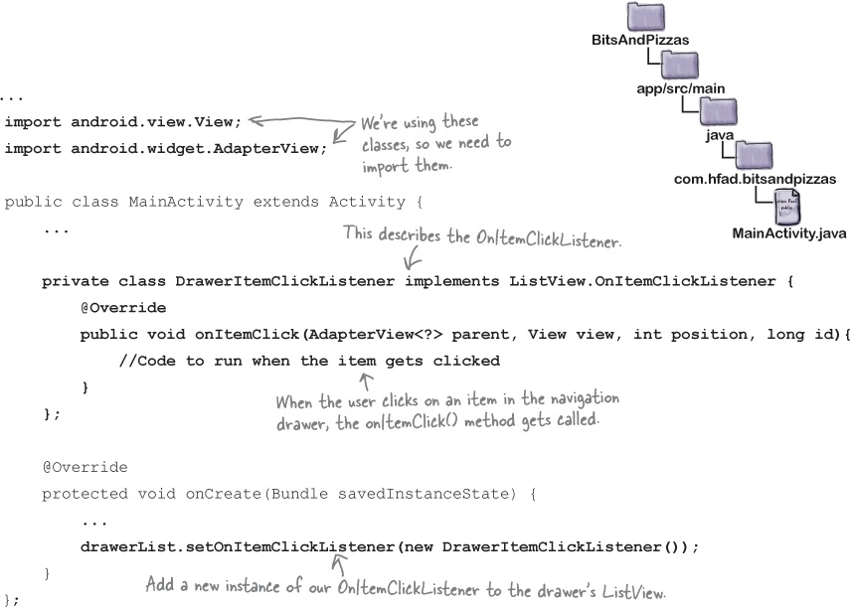 BitsAndPizzas
app/src/main
java
com.hfad.bitsandpizzas
MainActivity.java
...
import android.view.View;
import android.widget.AdapterView;
We're using these
classes, so we need to
import them.
public class MainActivity extends Activity {
...
This describes the OnItemClickListener.
private class DrawerItemClickListener implements ListView.OnItemClickListener {
@Override
public void onItemClick(AdapterView<?> parent, View view, int position, long id){
//Code to run when the item gets clicked
}
When the user clicks on an item in the navigation
drawer, the onItemClick() method gets called.
};
@Override
protected void onCreate(Bundle savedInstanceState) {
...
drawerList.setOnItemClickListener(new DrawerItemClickListener());
}
Add a new instance of our OnItemClickListener to the drawer's ListView.
};